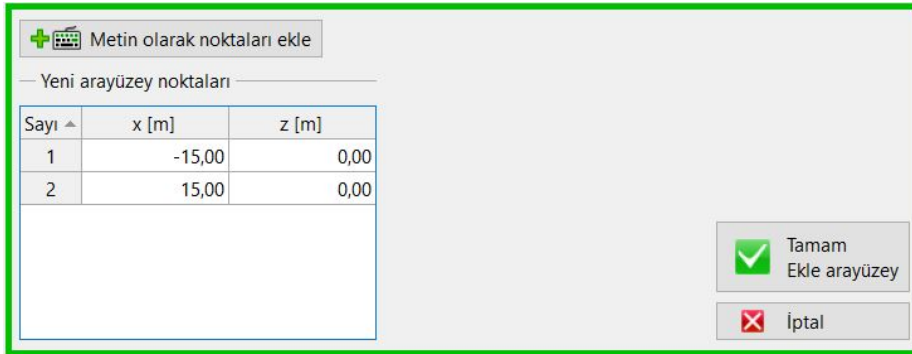 Metin olarak noktaları ekle
Yeni arayüzey noktaları
Sayı x [m] z [m]
1 -15,00 0,00
2 15,00 0,00
Tamam
Ekle arayüzey
İptal